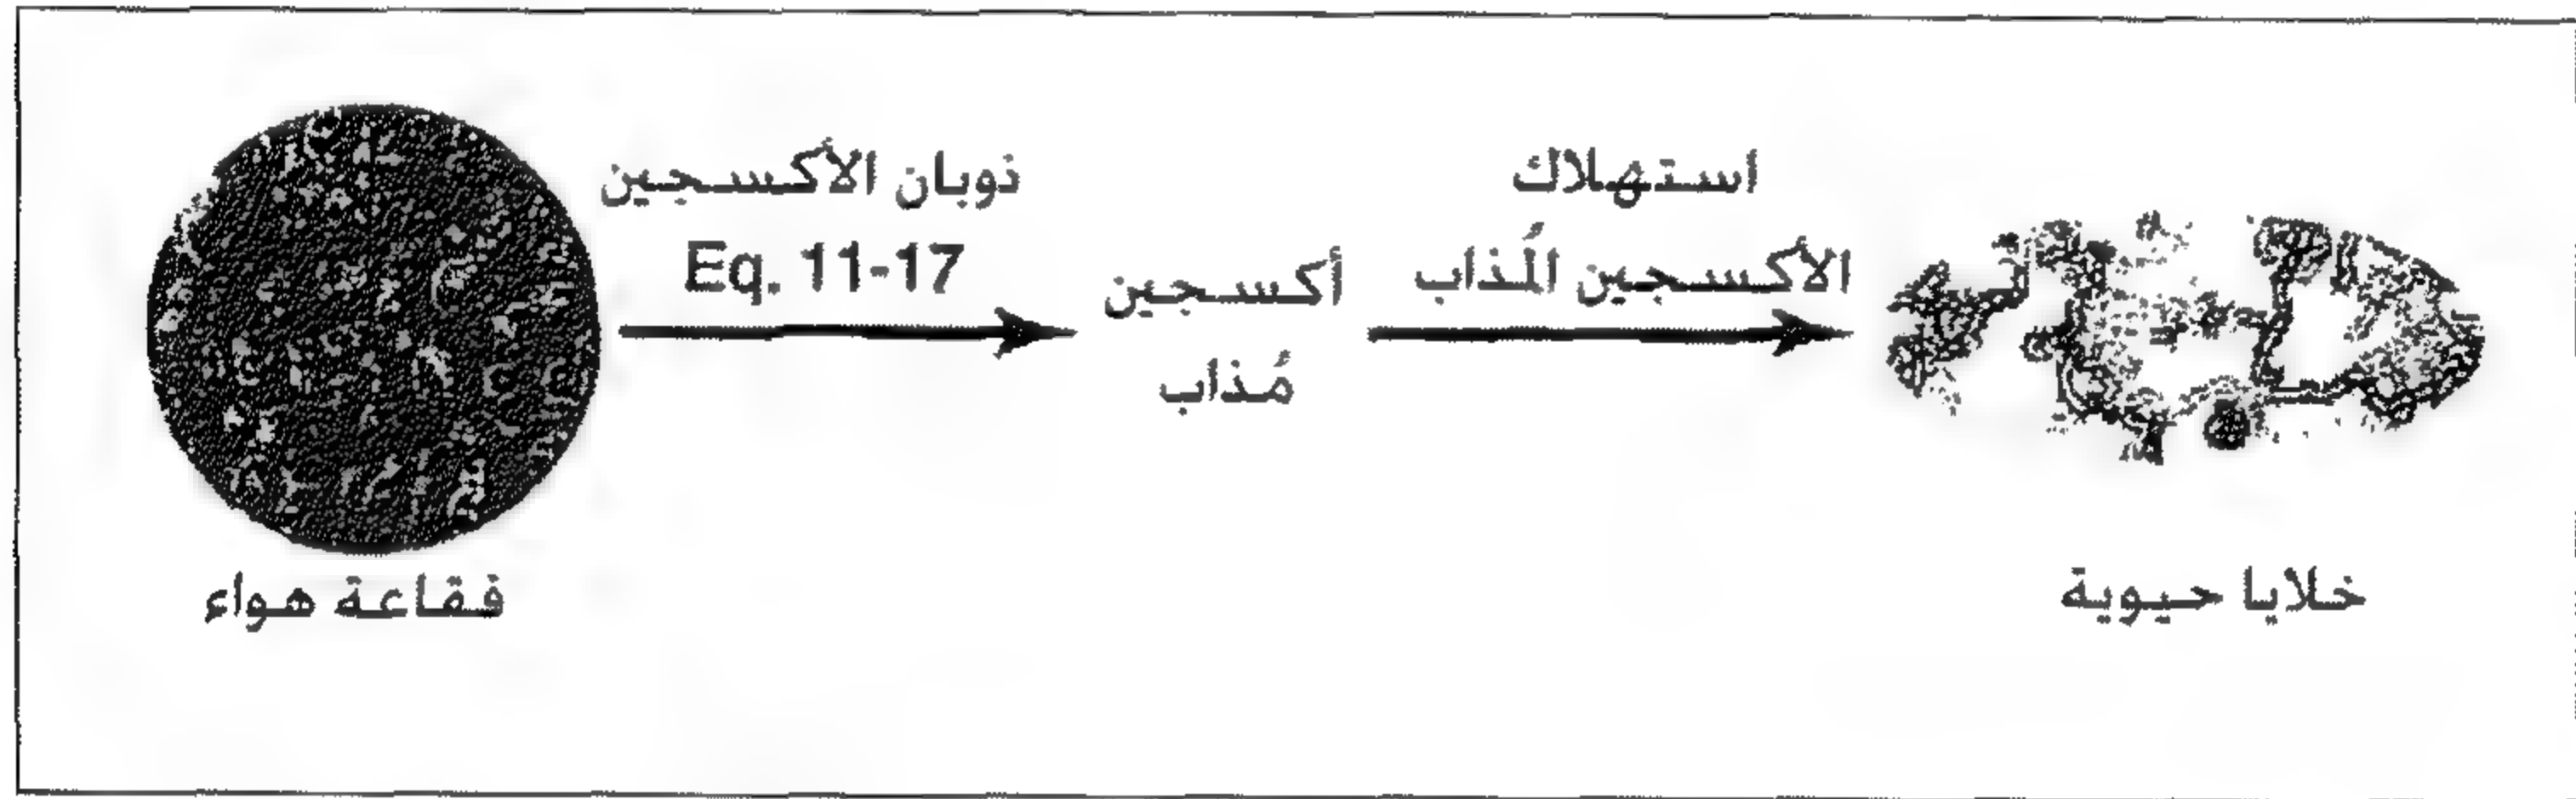 ذوبان الأكسجين
Eq. 11-17
أكسجين
مُذاب
استهلاك
الأكسجين المُذاب
فقاعة هواء
خلايا حيوية